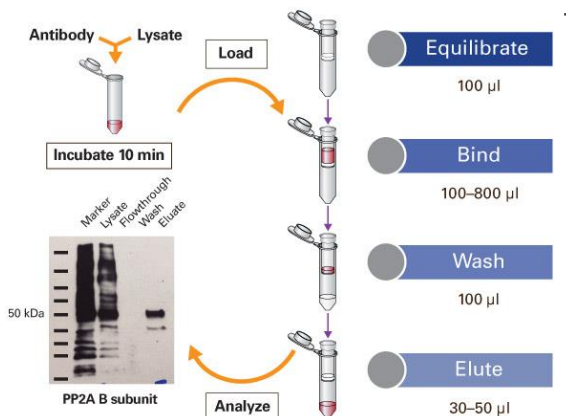 Antibody Lysate
Incubate 10 min
Load
Equilibrate
100 µl
Bind
100–800 µl
Wash
100 µl
Elute
30–50 µl
Analyze
Marker
Lysate
Flowthrough
Wash
Eluate
50 kDa
PP2A B subunit